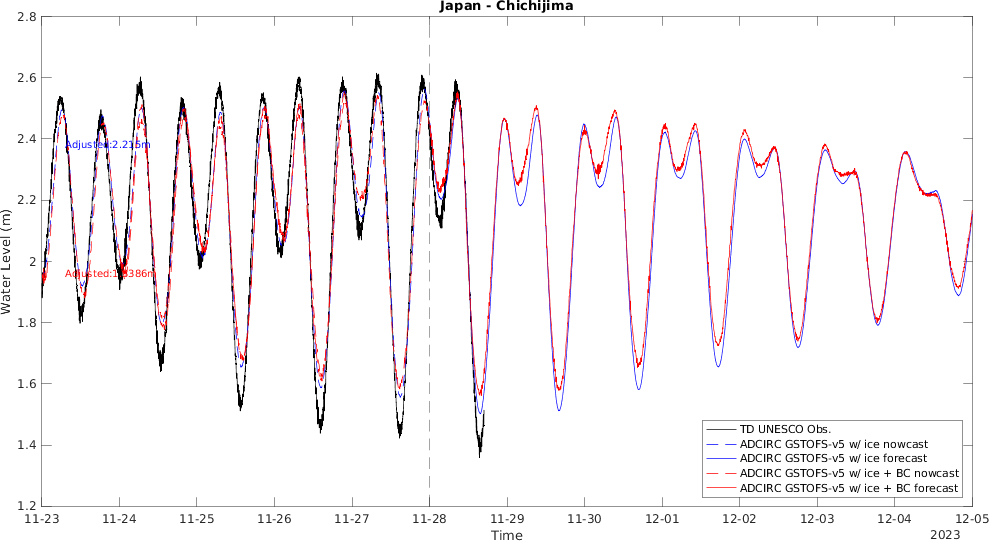 Japan - Chichijima
2.8
2.6
2.4
2.2
2
1.8
1.6
1.4
1.2
Water Level (m)
Adjusted:2.215m
TD UNESCO Obs.
ADCIRC GSTOFS-v5 w/ ice nowcast
ADCIRC GSTOFS-v5 w/ ice forecast
ADCIRC GSTOFS-v5 w/ ice + BC nowcast
ADCIRC GSTOFS-v5 w/ ice + BC forecast
11-23 11-24 11-25 11-26 11-27 11-28 11-29 11-30 12-01 12-02 12-03 12-04 12-05
Time
2023